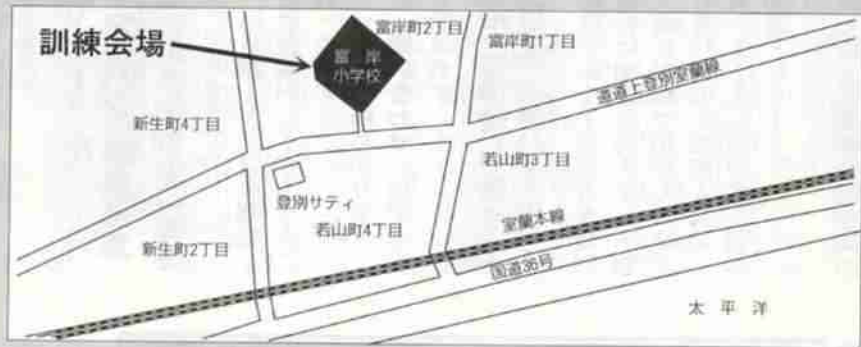 訓練会場
富岸町2丁目
富岸町1丁目
富岸
小学校
道道上登別室蘭線
新生町4丁目
若山町3丁目
登別サティ
若山町4丁目
室蘭本線
新生町2丁目
国道36号
太平洋